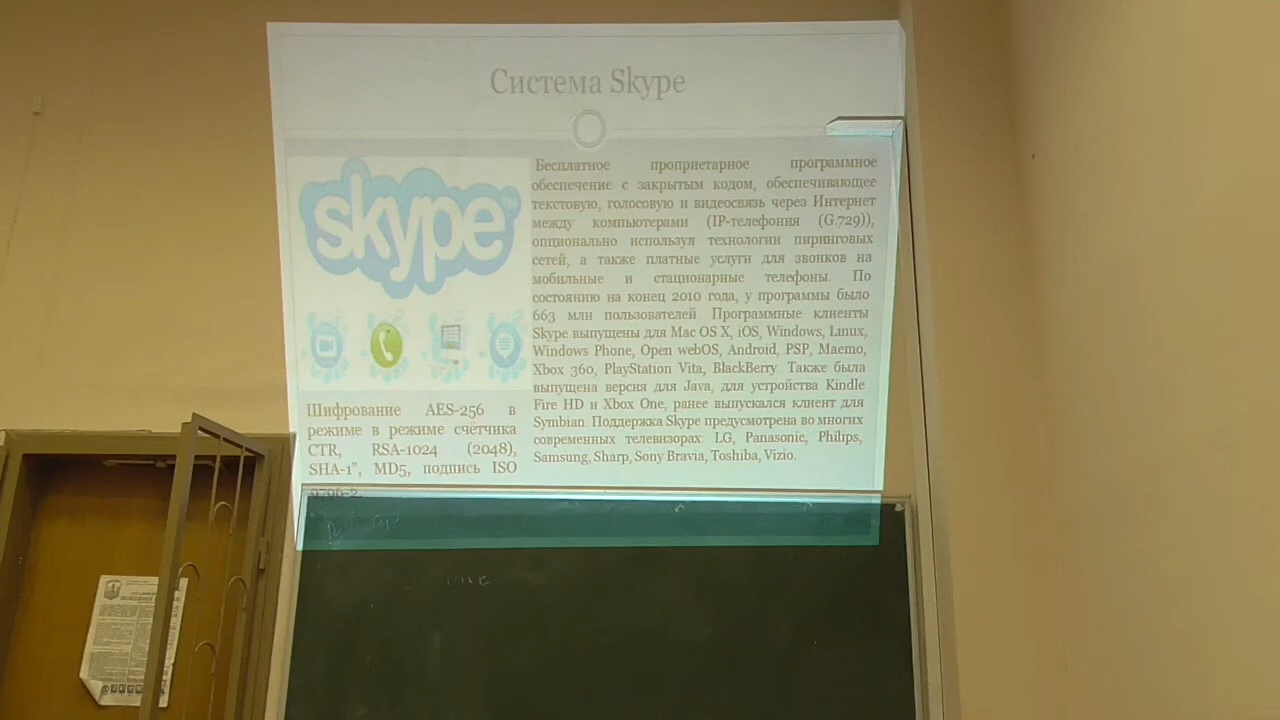 Система Skype
skype™
Бесплатное проприетарное программное
обеспечение с закрытым кодом, обеспечивающее
текстовую, голосовую и видеосвязь через Интернет
между компьютерами (IP-телефония (G.729)),
опционально используя технологии пиринговых
сетей, а также платные услуги для звонков на
мобильные и стационарные телефоны. По
состоянию на конец 2010 года, у программы было
663 млн пользователей Программные клиенты
Skype выпущены для Mac OS X, iOS, Windows, Linux,
Windows Phone, Open webOS, Android, PSP, Maemo,
Xbox 360, PlayStation Vita, BlackBerry Также была
выпущена версия для Java, для устройства Kindle
Fire HD и Xbox One, ранее выпускался клиент для
Symbian. Поддержка Skype предусмотрена во многих
современных телевизорах: LG, Panasonic, Philips,
Samsung, Sharp, Sony Bravia, Toshiba, Vizio.
Шифрование AES-256 в
режиме в режиме счётчика
CTR, RSA-1024 (2048),
SHA-1", MD5, подпись ISO
9796-2.